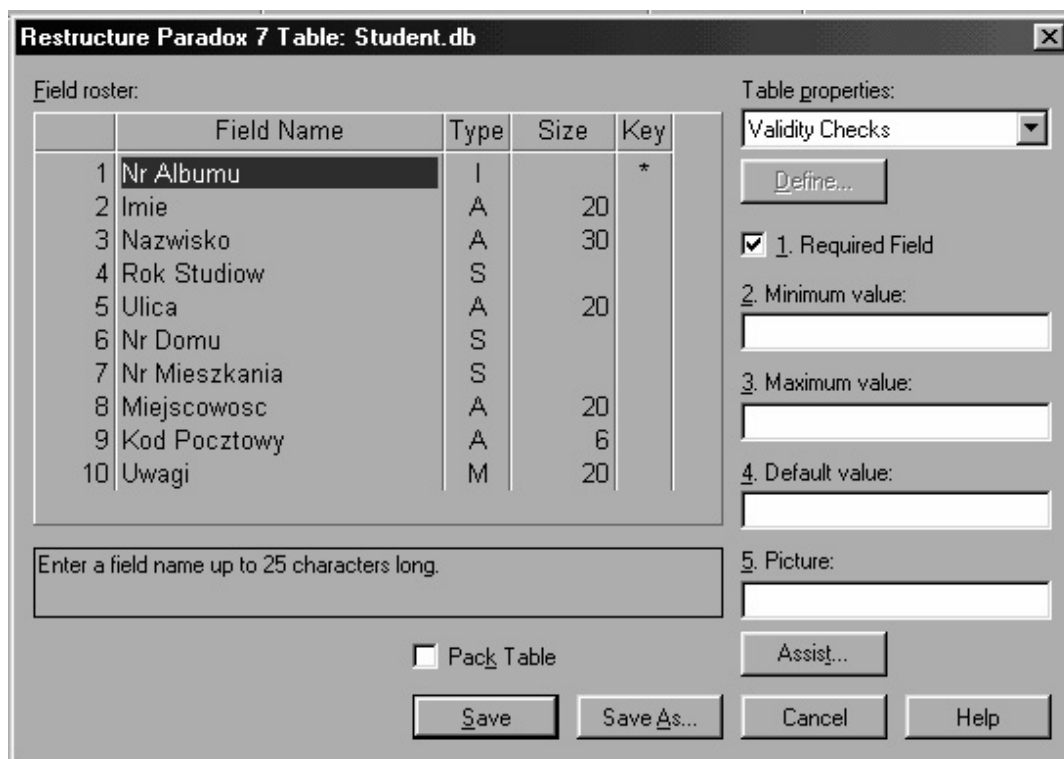 Restructure Paradox 7 Table: Student.db
Field roster:
Field Name Type Size Key
1 Nr Albumu I *
2 Imie A 20
3 Nazwisko A 30
4 Rok Studiow S
5 Ulica A 20
6 Nr Domu S
7 Nr Mieszkania S
8 Miejscowosc A 20
9 Kod Pocztowy A 6
10 Uwagi M 20
Enter a field name up to 25 characters long.
Pack Table
Save
Save As...
Table properties:
Validity Checks
Define...
1. Required Field
2. Minimum value:
3. Maximum value:
4. Default value:
5. Picture:
Assist...
Cancel
Help